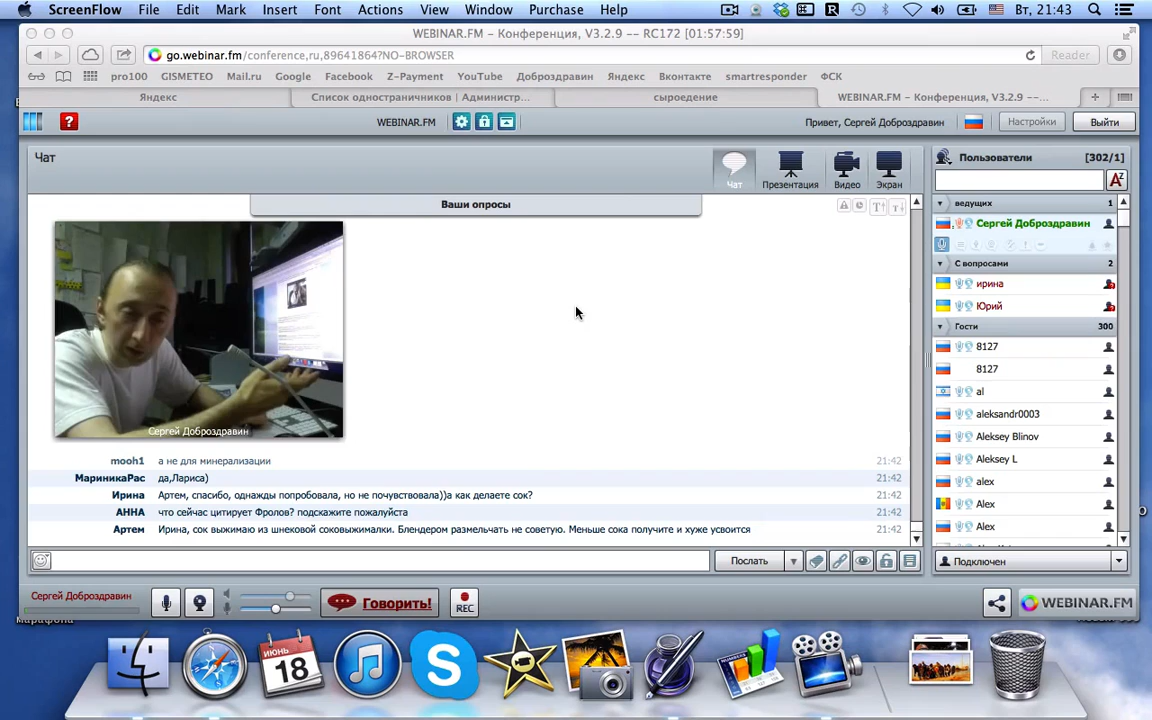 ScreenFlow File Edit Mark Insert Font Actions View Window Purchase Help Вт, 21:43
WEBINAR.FM – Конференция, V3.2.9 -- RC172 [01:57:59]
go.webinar.fm/conference,ru,89641864?NO-BROWSER Reader
pro100 GISMETEO Mail.ru Google Facebook Z-Payment YouTube Доброздравин Яндекс Вконтакте smartresponder ФСК
Яндекс Список одностраничников | Администр... сыроедение WEBINAR.FM – Конференция, V3.2.9 --...
WEBINAR.FM Привет, Сергей Доброздравин Настройки Выйти
Чат
Чат Презентация Видео Экран
Ваши опросы
Сергей Доброздравин
mooh1 а не для минерализации 21:42
МариникаРас да,Лариса) 21:42
Ирина Артем, спасибо, однажды попробовала, но не почувствовала))а как делаете сок? 21:42
АННА что сейчас цитирует Фролов? подскажите пожалуйста 21:42
Артем Ирина, сок выжимаю из шнековой соковыжималки. Блендером размельчать не советую. Меньше сока получите и хуже усвоится 21:42
Послать
Сергей Доброздравин Говорить! REC
Пользователи [302/1]
ведущих 1
Сергей Доброздравин
С вопросами 2
ирина
Юрий
Гости 300
8127
8127
al
aleksandr0003
Aleksey Blinov
Aleksey L
alex
Alex
Alex
Подключен
WEBINAR.FM
марафона
ИЮНЬ
18